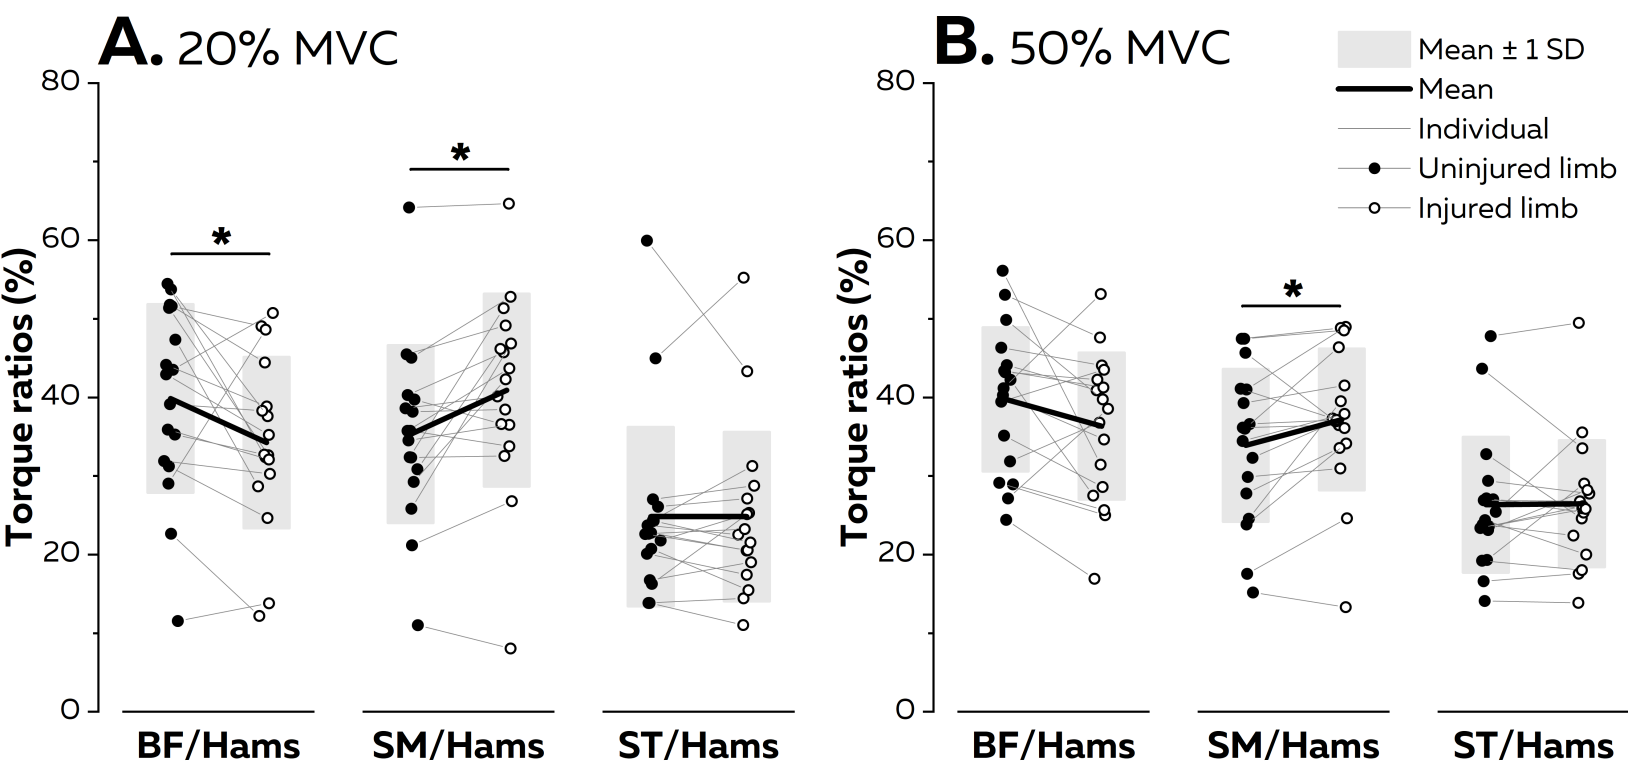 A. 20% MVC
Torque ratios (%)
80
60
40
20
0
*
*
BF/Hams
SM/Hams
ST/Hams
B. 50% MVC
Torque ratios (%)
80
60
40
20
0
*
Mean ± 1 SD
Mean
Individual
Uninjured limb
Injured limb
BF/Hams
SM/Hams
ST/Hams